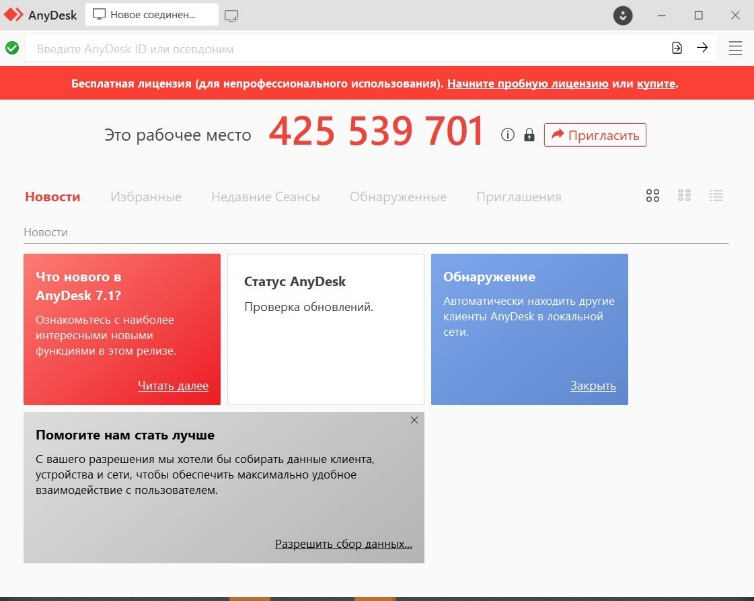 AnyDesk
Новое соединен...
Введите AnyDesk ID или псевдоним
Бесплатная лицензия (для непрофессионального использования). Начните пробную лицензию или купите.
Это рабочее место 425 539 701 Пригласить
Новости Избранные Недавние Сеансы Обнаруженные Приглашения
Новости
Что нового в
AnyDesk 7.1?
Ознакомьтесь с наиболее
интересными новыми
функциями в этом релизе.
Читать далее
Статус AnyDesk
Проверка обновлений.
Обнаружение
Автоматически находить другие
клиенты AnyDesk в локальной
сети.
Закрыть
Помогите нам стать лучше
С вашего разрешения мы хотели бы собирать данные клиента,
устройства и сети, чтобы обеспечить максимально удобное
взаимодействие с пользователем.
Разрешить сбор данных...